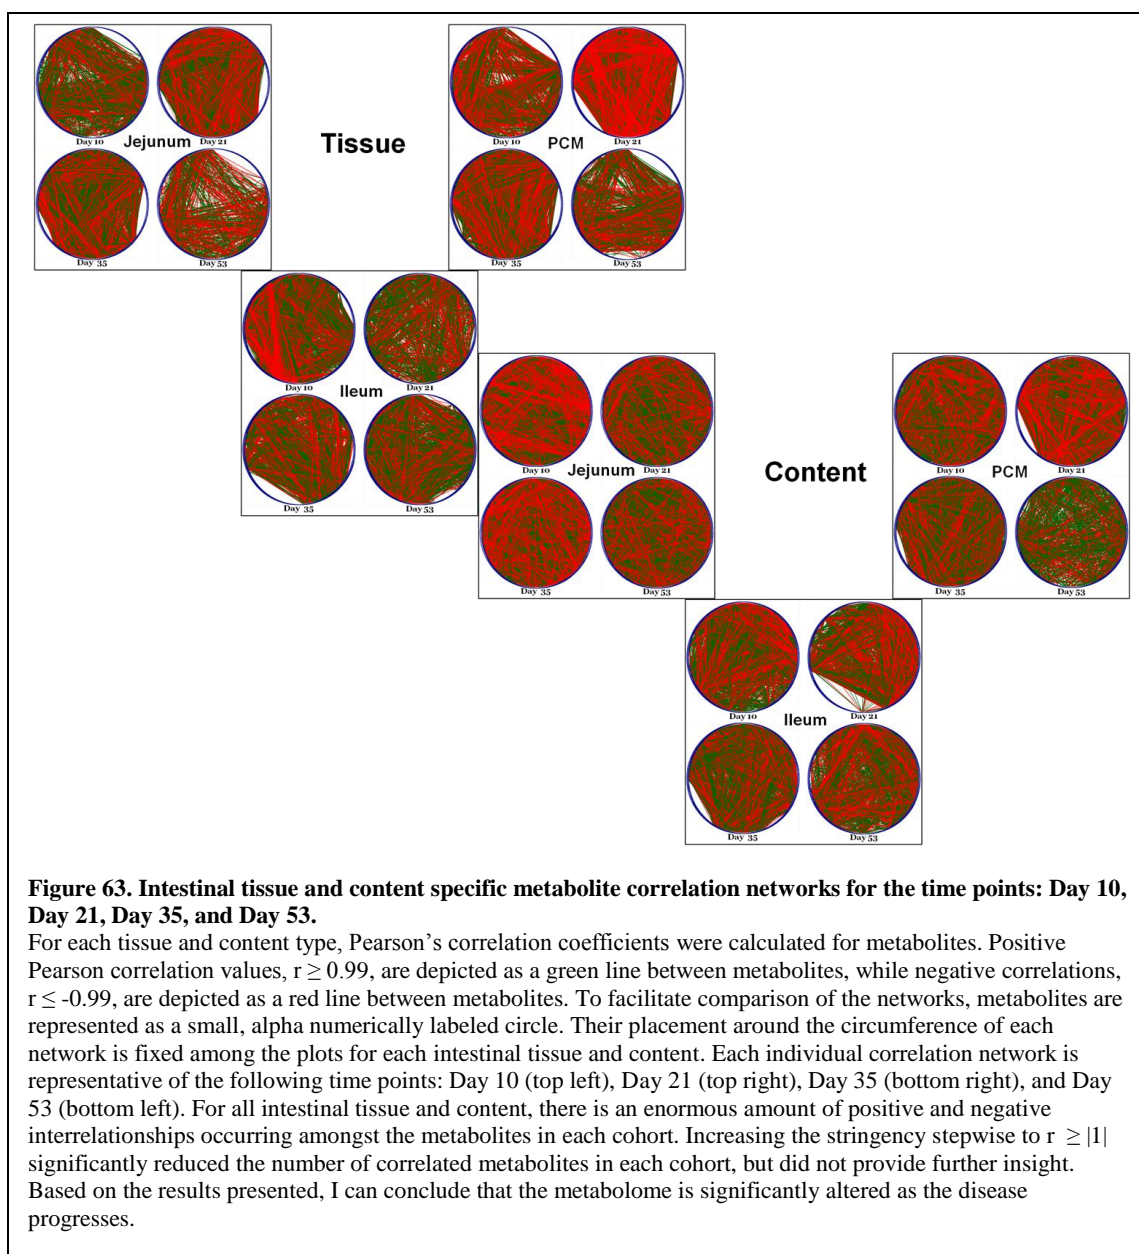 Day 10
Jejunum
Day 21
Day 35
Day 53
Tissue
Day 10
PCM
Day 21
Day 35
Day 53
Day 10
Ileum
Day 21
Day 35
Day 53
Day 10
Jejunum
Day 21
Day 35
Day 53
Content
Day 10
PCM
Day 21
Day 35
Day 53
Day 10
Ileum
Day 21
Day 35
Day 53
Figure 63. Intestinal tissue and content specific metabolite correlation networks for the time points: Day 10,
Day 21, Day 35, and Day 53.
For each tissue and content type, Pearson’s correlation coefficients were calculated for metabolites. Positive
Pearson correlation values, r ≥ 0.99, are depicted as a green line between metabolites, while negative correlations,
r ≤ -0.99, are depicted as a red line between metabolites. To facilitate comparison of the networks, metabolites are
represented as a small, alpha numerically labeled circle. Their placement around the circumference of each
network is fixed among the plots for each intestinal tissue and content. Each individual correlation network is
representative of the following time points: Day 10 (top left), Day 21 (top right), Day 35 (bottom right), and Day
53 (bottom left). For all intestinal tissue and content, there is an enormous amount of positive and negative
interrelationships occurring amongst the metabolites in each cohort. Increasing the stringency stepwise to r ≥ |1|
significantly reduced the number of correlated metabolites in each cohort, but did not provide further insight.
Based on the results presented, I can conclude that the metabolome is significantly altered as the disease
progresses.